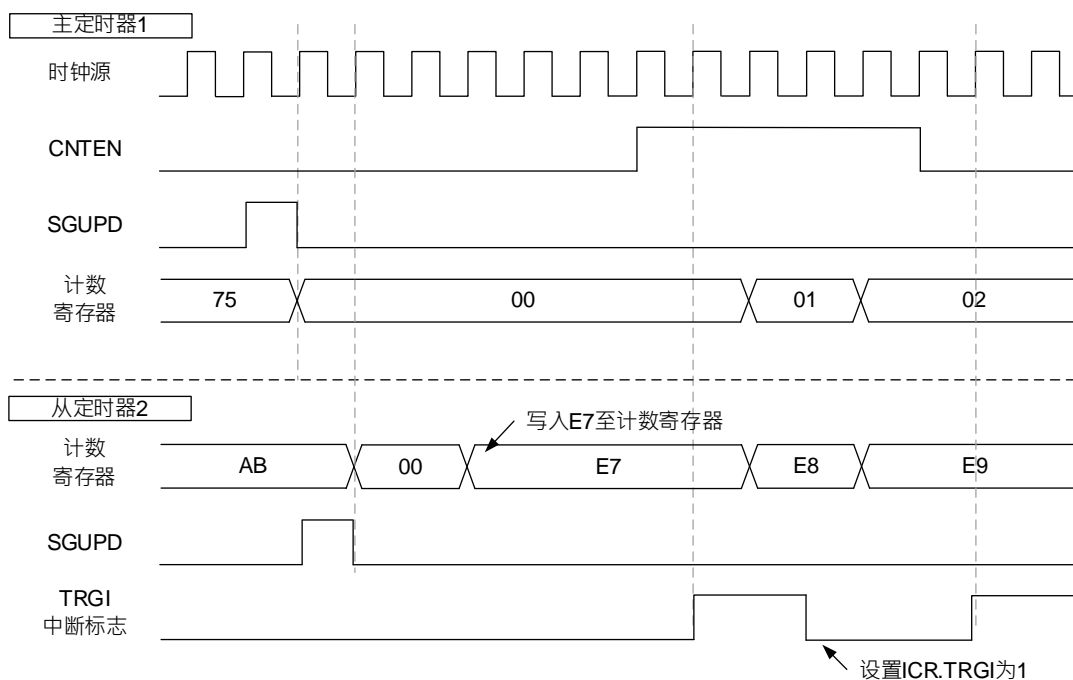 主定时器1
时钟源
CNTEN
SGUPD
计数
寄存器
75
00
01
02
从定时器2
写入E7至计数寄存器
计数
寄存器
AB
00
E7
E8
E9
SGUPD
TRGI
中断标志
设置ICR.TRGI为1